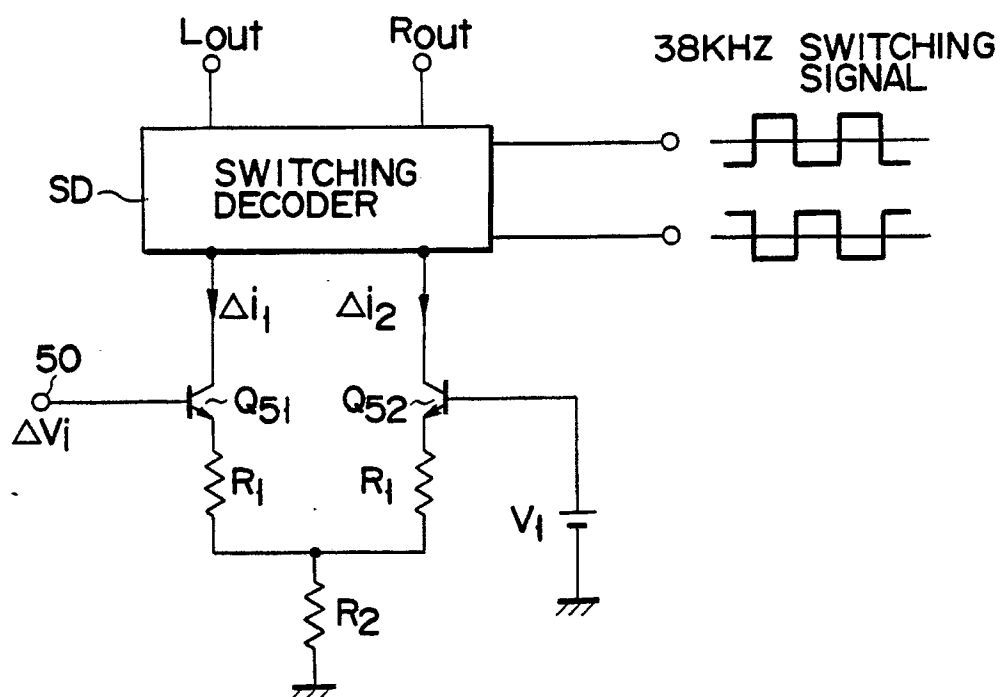 Lout
Rout
38KHZ SWITCHING
SIGNAL
SWITCHING
DECODER
SD
Δi1
Δi2
50
ΔVi
Q51
Q52
R1
R1
V1
R2